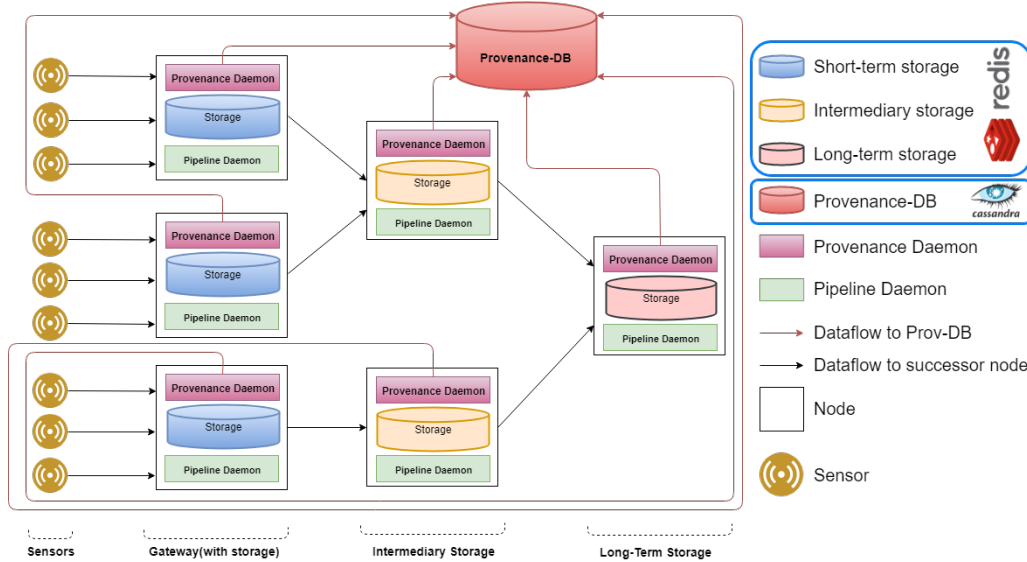 Provenance-DB
Provenance Daemon
Storage
Pipeline Daemon
Provenance Daemon
Storage
Pipeline Daemon
Provenance Daemon
Storage
Pipeline Daemon
Provenance Daemon
Storage
Pipeline Daemon
Provenance Daemon
Storage
Pipeline Daemon
Provenance Daemon
Storage
Pipeline Daemon
Sensors
Gateway(with storage)
Intermediary Storage
Long-Term Storage
Short-term storage
Intermediary storage
Long-term storage
redis
Provenance-DB
cassandra
Provenance Daemon
Pipeline Daemon
Dataflow to Prov-DB
Dataflow to successor node
Node
Sensor